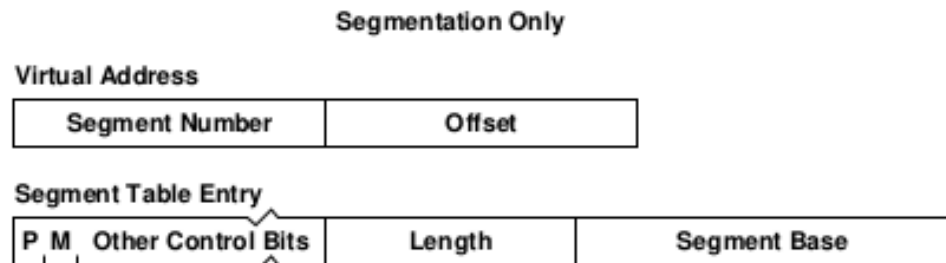 Segmentation Only
Virtual Address
Segment Number Offset
Segment Table Entry
P M Other Control Bits Length Segment Base